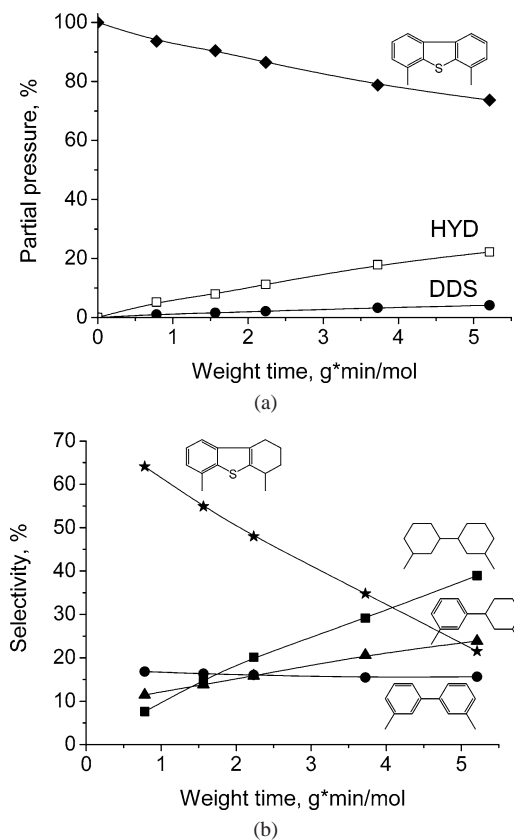 100
80
60
40
20
0
Partial pressure, %
S
HYD
DDS
0 1 2 3 4 5
Weight time, g*min/mol
(a)
70
60
50
40
30
20
10
0
Selectivity, %
S
0 1 2 3 4 5
Weight time, g*min/mol
(b)